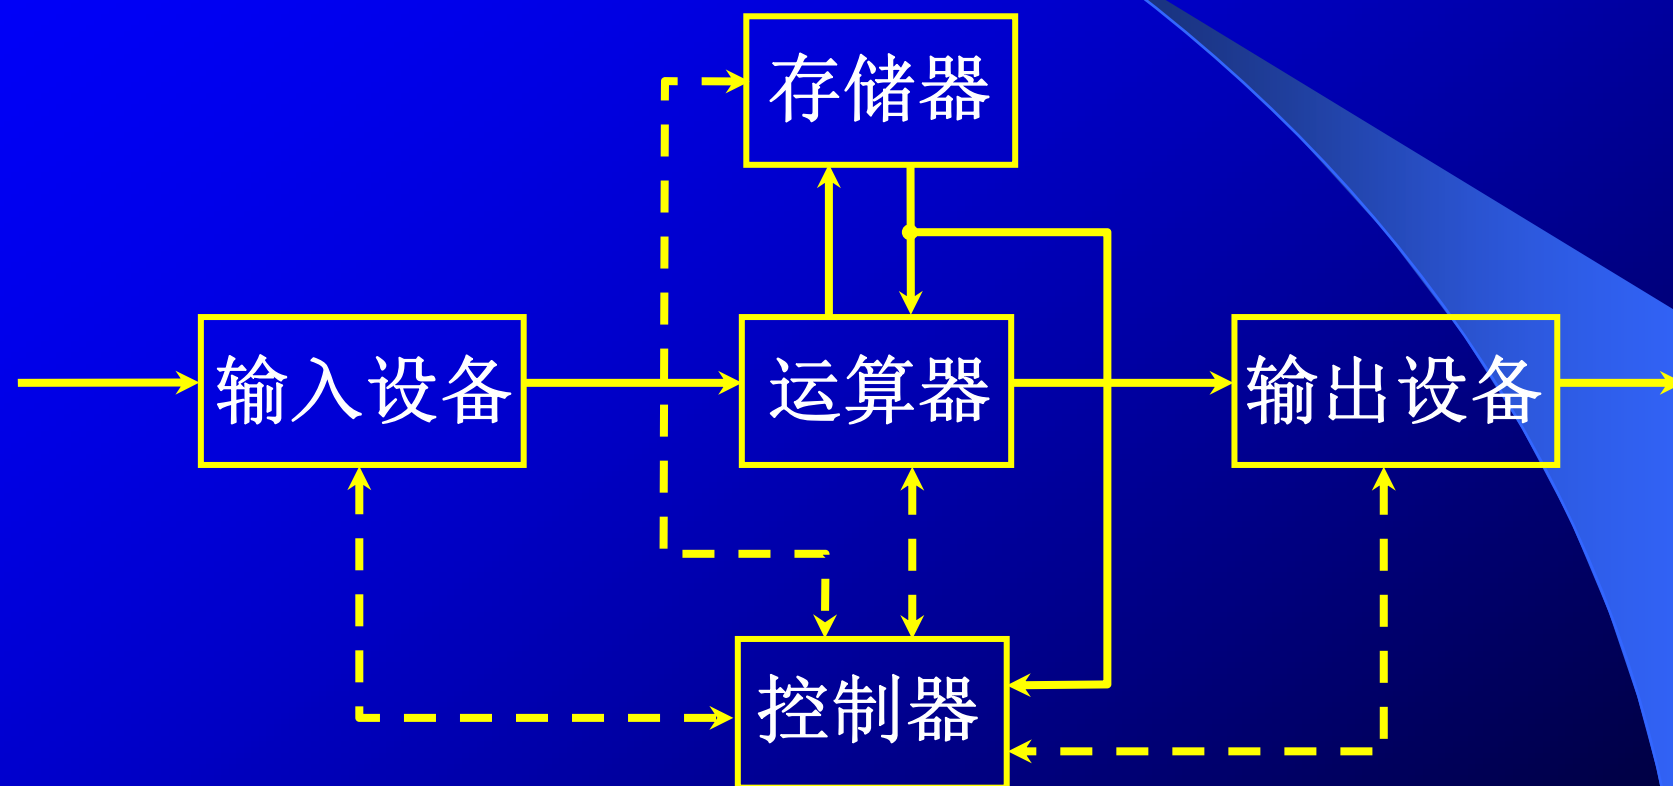 存储器
输入设备
运算器
输出设备
控制器